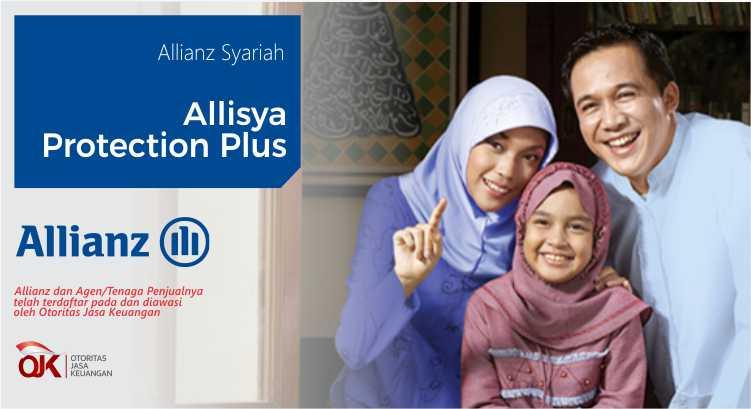 Allianz Syariah
Allisya
Protection Plus
Allianz
Allianz dan Agen/Tenaga Penjualnya
telah terdaftar pada dan diawasi
oleh Otoritas Jasa Keuangan
OJK
OTORITAS
JASA
KEUANGAN